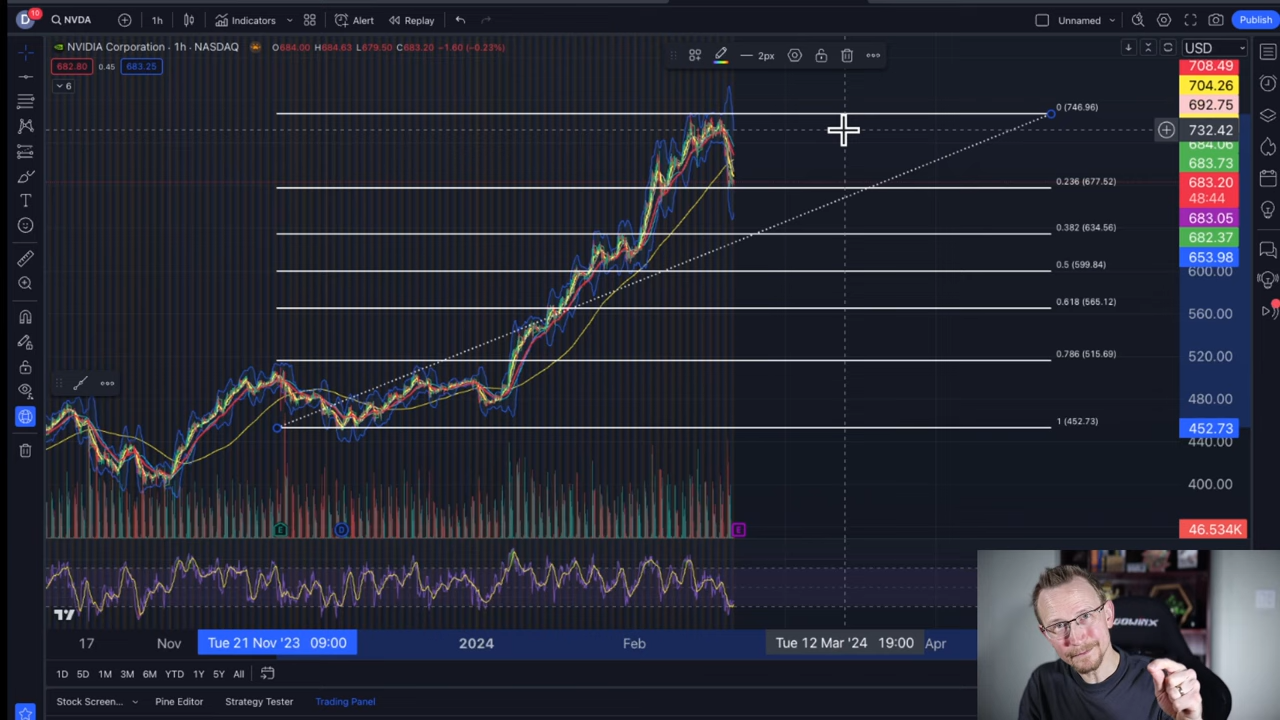 D 10 NVDA 1h Indicators Alert Replay Unnamed Publish
NVIDIA Corporation · 1h · NASDAQ O684.00 H684.63 L679.50 C683.20 −1.60 (−0.23%)
2px
USD
682.80 0.45 683.25
6
708.49
704.26
692.75
732.42
684.06
683.73
683.20
48:44
683.05
682.37
653.98
600.00
560.00
520.00
480.00
452.73
440.00
400.00
46.534K
0 (746.96)
0.236 (677.52)
0.382 (634.56)
0.5 (599.84)
0.618 (565.12)
0.786 (515.69)
1 (452.73)
E D E
17 Nov Tue 21 Nov '23 09:00 2024 Feb Tue 12 Mar '24 19:00 Apr
1D 5D 1M 3M 6M YTD 1Y 5Y All
Stock Screen... Pine Editor Strategy Tester Trading Panel